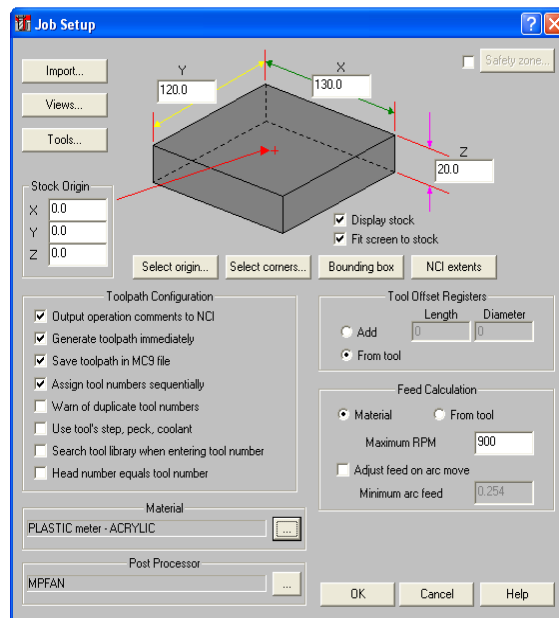 Job Setup
Import...
Views...
Tools...
Y
120.0
X
130.0
Safety zone...
Z
20.0
Stock Origin
X 0.0
Y 0.0
Z 0.0
Display stock
Fit screen to stock
Select origin... Select corners... Bounding box NCI extents
Toolpath Configuration
Output operation comments to NCI
Generate toolpath immediately
Save toolpath in MC9 file
Assign tool numbers sequentially
Warn of duplicate tool numbers
Use tool's step, peck, coolant
Search tool library when entering tool number
Head number equals tool number
Tool Offset Registers
Length Diameter
Add 0 0
From tool
Feed Calculation
Material From tool
Maximum RPM 900
Adjust feed on arc move
Minimum arc feed 0.254
Material
PLASTIC meter - ACRYLIC ...
Post Processor
MPFAN ...
OK Cancel Help